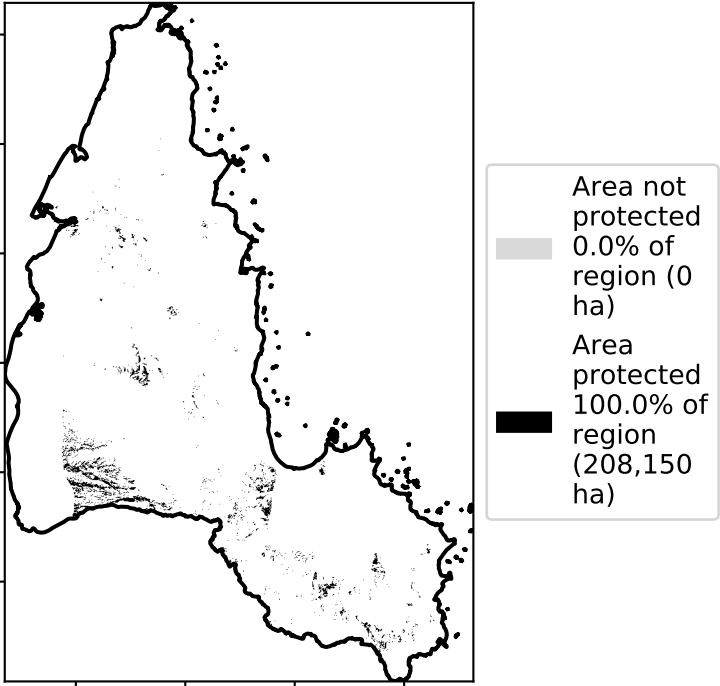 Area not
protected
0.0% of
region (0
ha)
Area
protected
100.0% of
region
(208,150
ha)